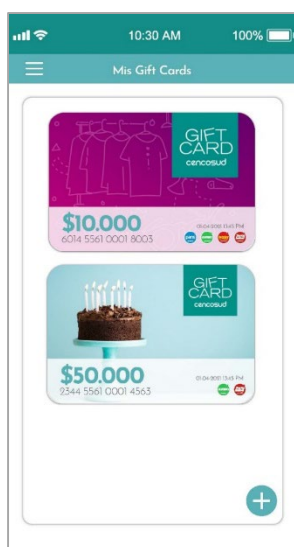 10:30 AM 100%
Mis Gift Cards
GIFT
CARD
cencosud
$10.000
6014 5561 0001 8003
GIFT
CARD
cencosud
$50.000
2344 5561 0001 4563